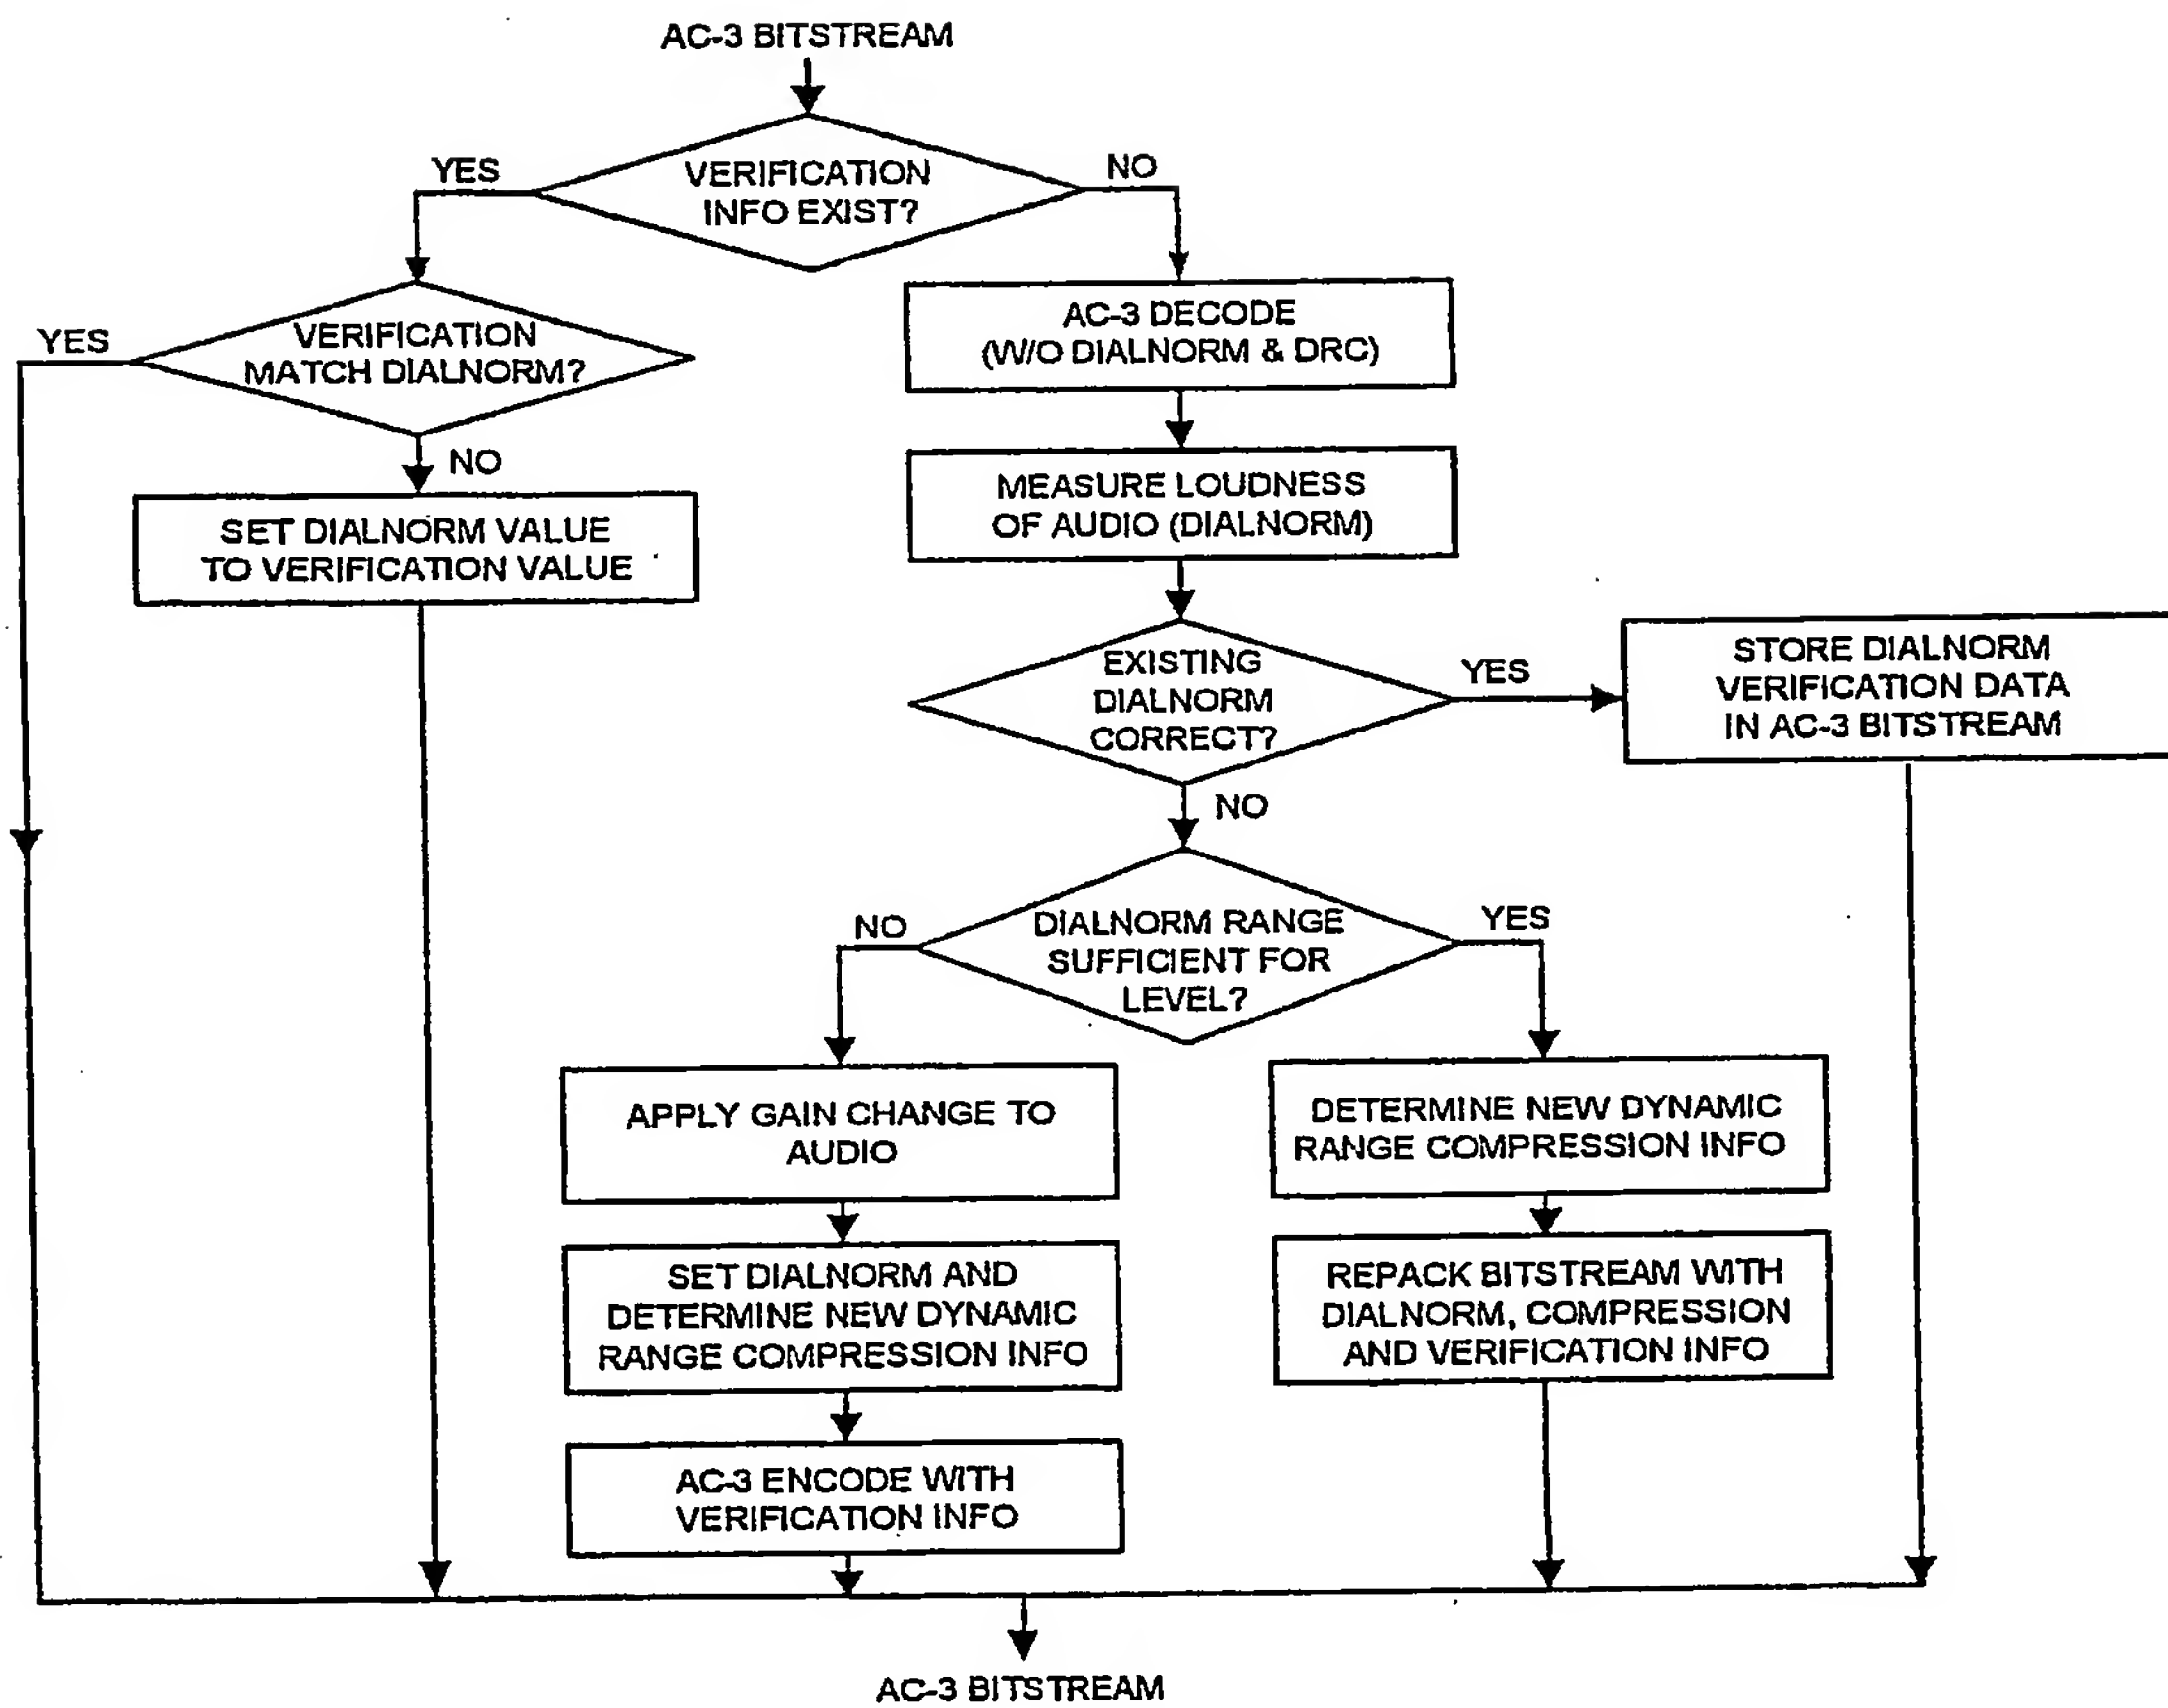 AC-3 BITSTREAM
YES
VERIFICATION
INFO EXIST?
NO
YES
VERIFICATION
MATCH DIALNORM?
NO
SET DIALNORM VALUE
TO VERIFICATION VALUE
AC-3 DECODE
(W/O DIALNORM & DRC)
MEASURE LOUDNESS
OF AUDIO (DIALNORM)
EXISTING
DIALNORM
CORRECT?
YES
STORE DIALNORM
VERIFICATION DATA
IN AC-3 BITSTREAM
NO
NO
DIALNORM RANGE
SUFFICIENT FOR
LEVEL?
YES
APPLY GAIN CHANGE TO
AUDIO
SET DIALNORM AND
DETERMINE NEW DYNAMIC
RANGE COMPRESSION INFO
AC-3 ENCODE WITH
VERIFICATION INFO
DETERMINE NEW DYNAMIC
RANGE COMPRESSION INFO
REPACK BITSTREAM WITH
DIALNORM, COMPRESSION
AND VERIFICATION INFO
AC-3 BITSTREAM